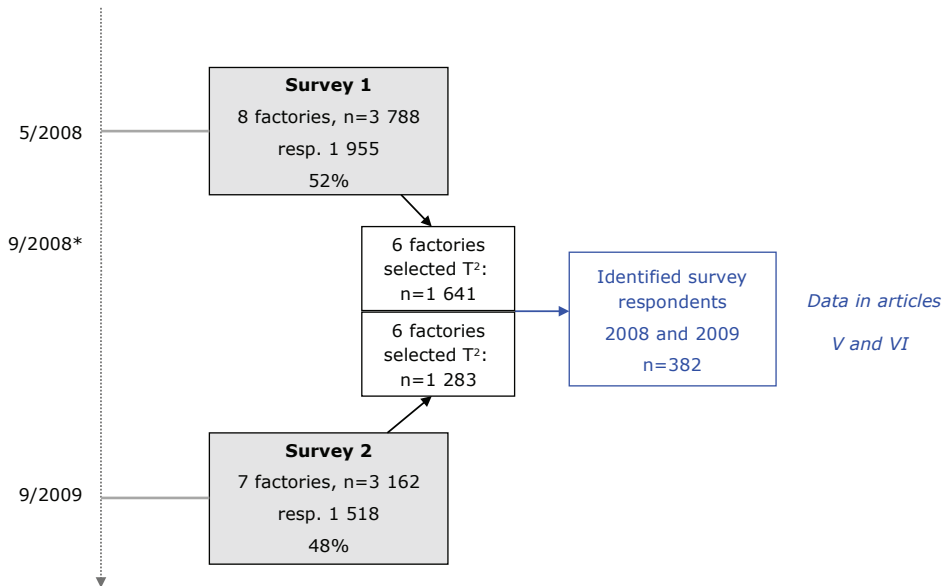 Survey 1
8 factories, n=3 788
resp. 1 955
52%
5/2008
9/2008*
6 factories
selected T²:
n=1 641
6 factories
selected T²:
n=1 283
Identified survey
respondents
2008 and 2009
n=382
Data in articles
V and VI
Survey 2
7 factories, n=3 162
resp. 1 518
48%
9/2009